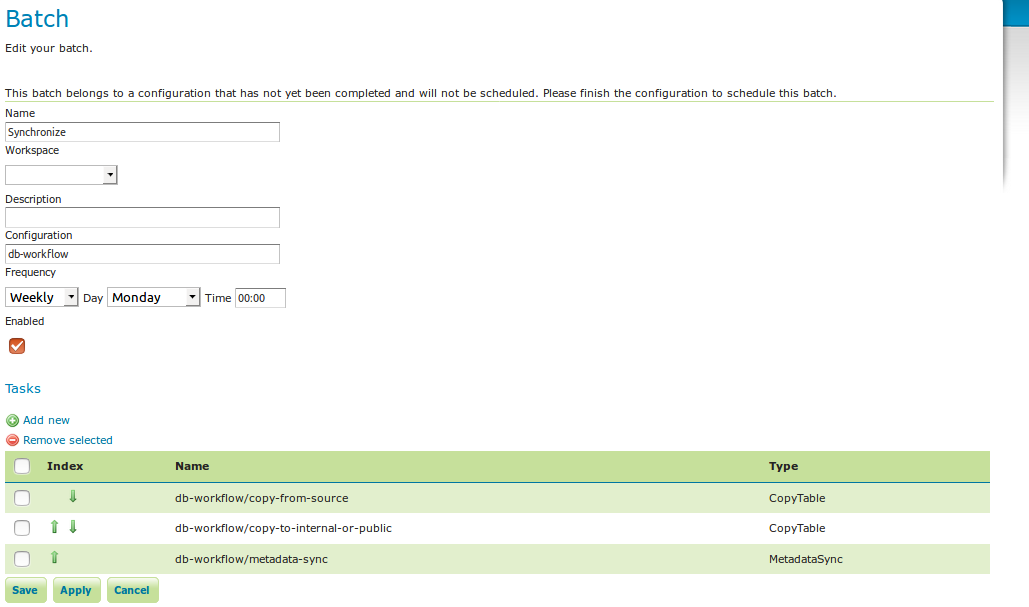 Batch
Edit your batch.
This batch belongs to a configuration that has not yet been completed and will not be scheduled. Please finish the configuration to schedule this batch.
Name
Synchronize
Workspace
Description
Configuration
db-workflow
Frequency
Weekly Day Monday Time 00:00
Enabled
Tasks
Add new
Remove selected
Index Name Type
db-workflow/copy-from-source CopyTable
db-workflow/copy-to-internal-or-public CopyTable
db-workflow/metadata-sync MetadataSync
Save Apply Cancel